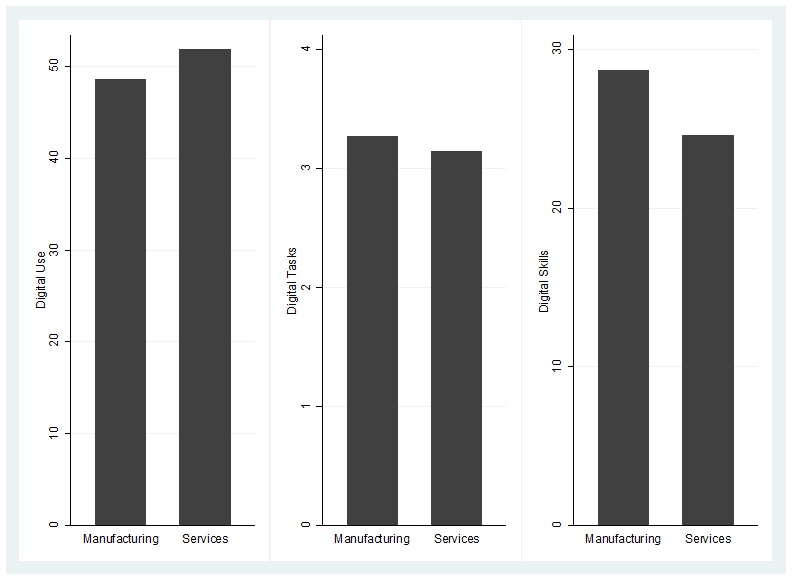 Digital Use
50
40
30
20
10
0
Manufacturing Services
Digital Tasks
4
3
2
1
0
Manufacturing Services
Digital Skills
30
20
10
0
Manufacturing Services